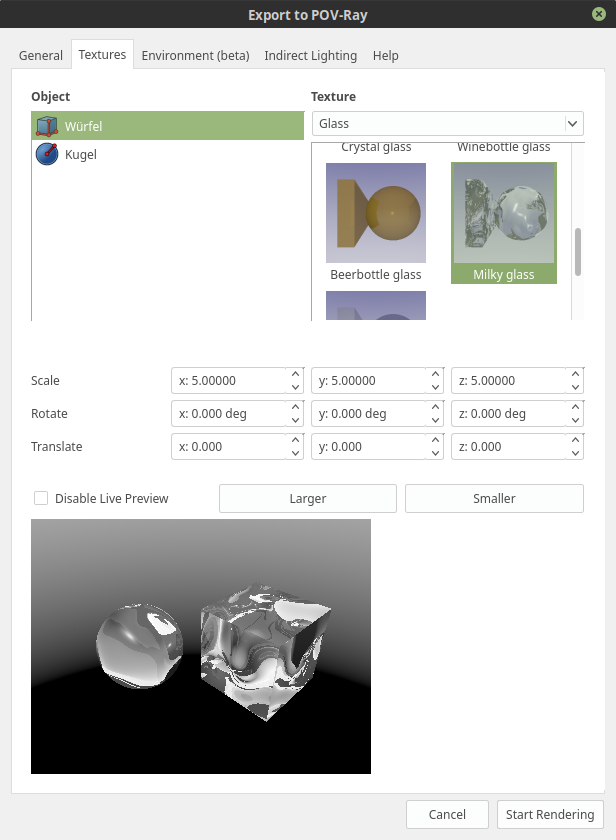 Export to POV-Ray
General Textures Environment (beta) Indirect Lighting Help
Object Texture
Würfel Glass
Kugel
Crystal glass Winebottle glass
Beerbottle glass Milky glass
Scale x: 5.00000 y: 5.00000 z: 5.00000
Rotate x: 0.000 deg y: 0.000 deg z: 0.000 deg
Translate x: 0.000 y: 0.000 z: 0.000
Disable Live Preview Larger Smaller
Cancel Start Rendering